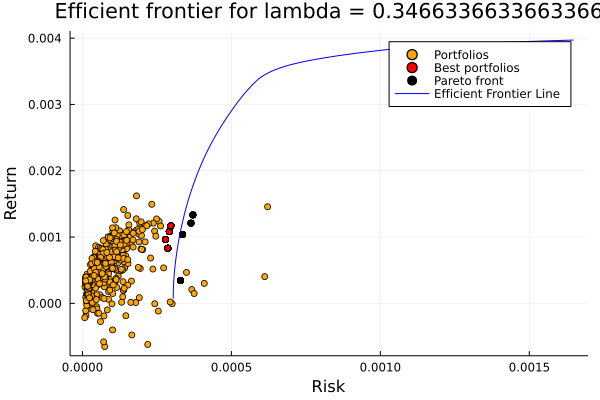 Efficient frontier for lambda = 0.3466336633663366
0.004
0.003
0.002
0.001
0.000
Return
Portfolios
Best portfolios
Pareto front
Efficient Frontier Line
0.0000
0.0005
0.0010
0.0015
Risk